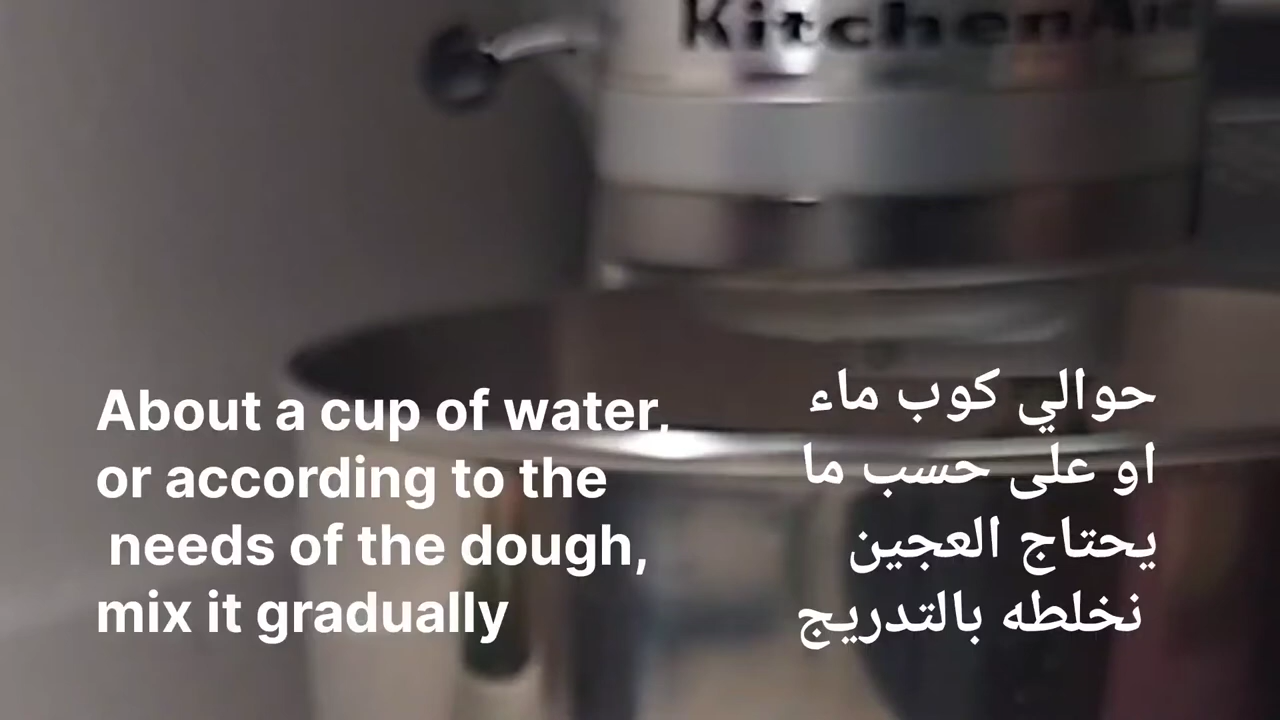 KitchenAid
About a cup of water,
or according to the
needs of the dough,
mix it gradually
حوالي كوب ماء
او على حسب ما
يحتاج العجين
نخلطه بالتدريج